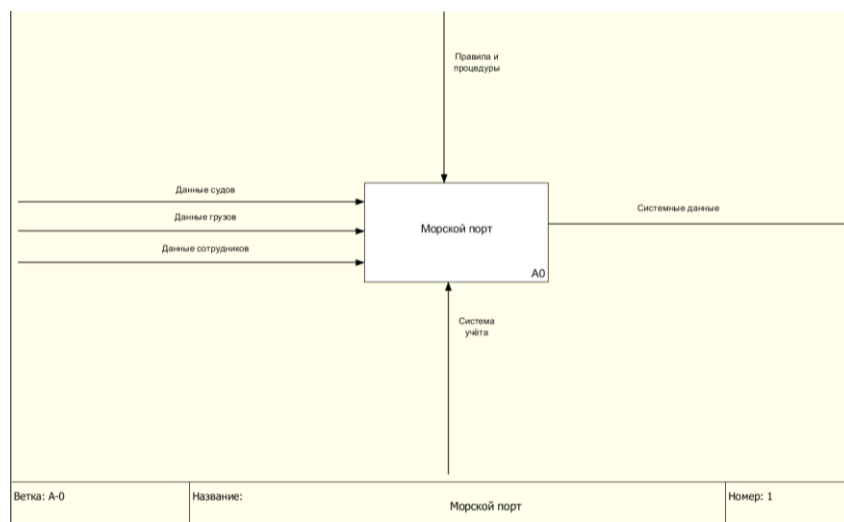 Правила и
процедуры
Данные судов
Данные грузов
Данные сотрудников
Морской порт
A0
Системные данные
Система
учёта
Ветка: A-0
Название:
Морской порт
Номер: 1